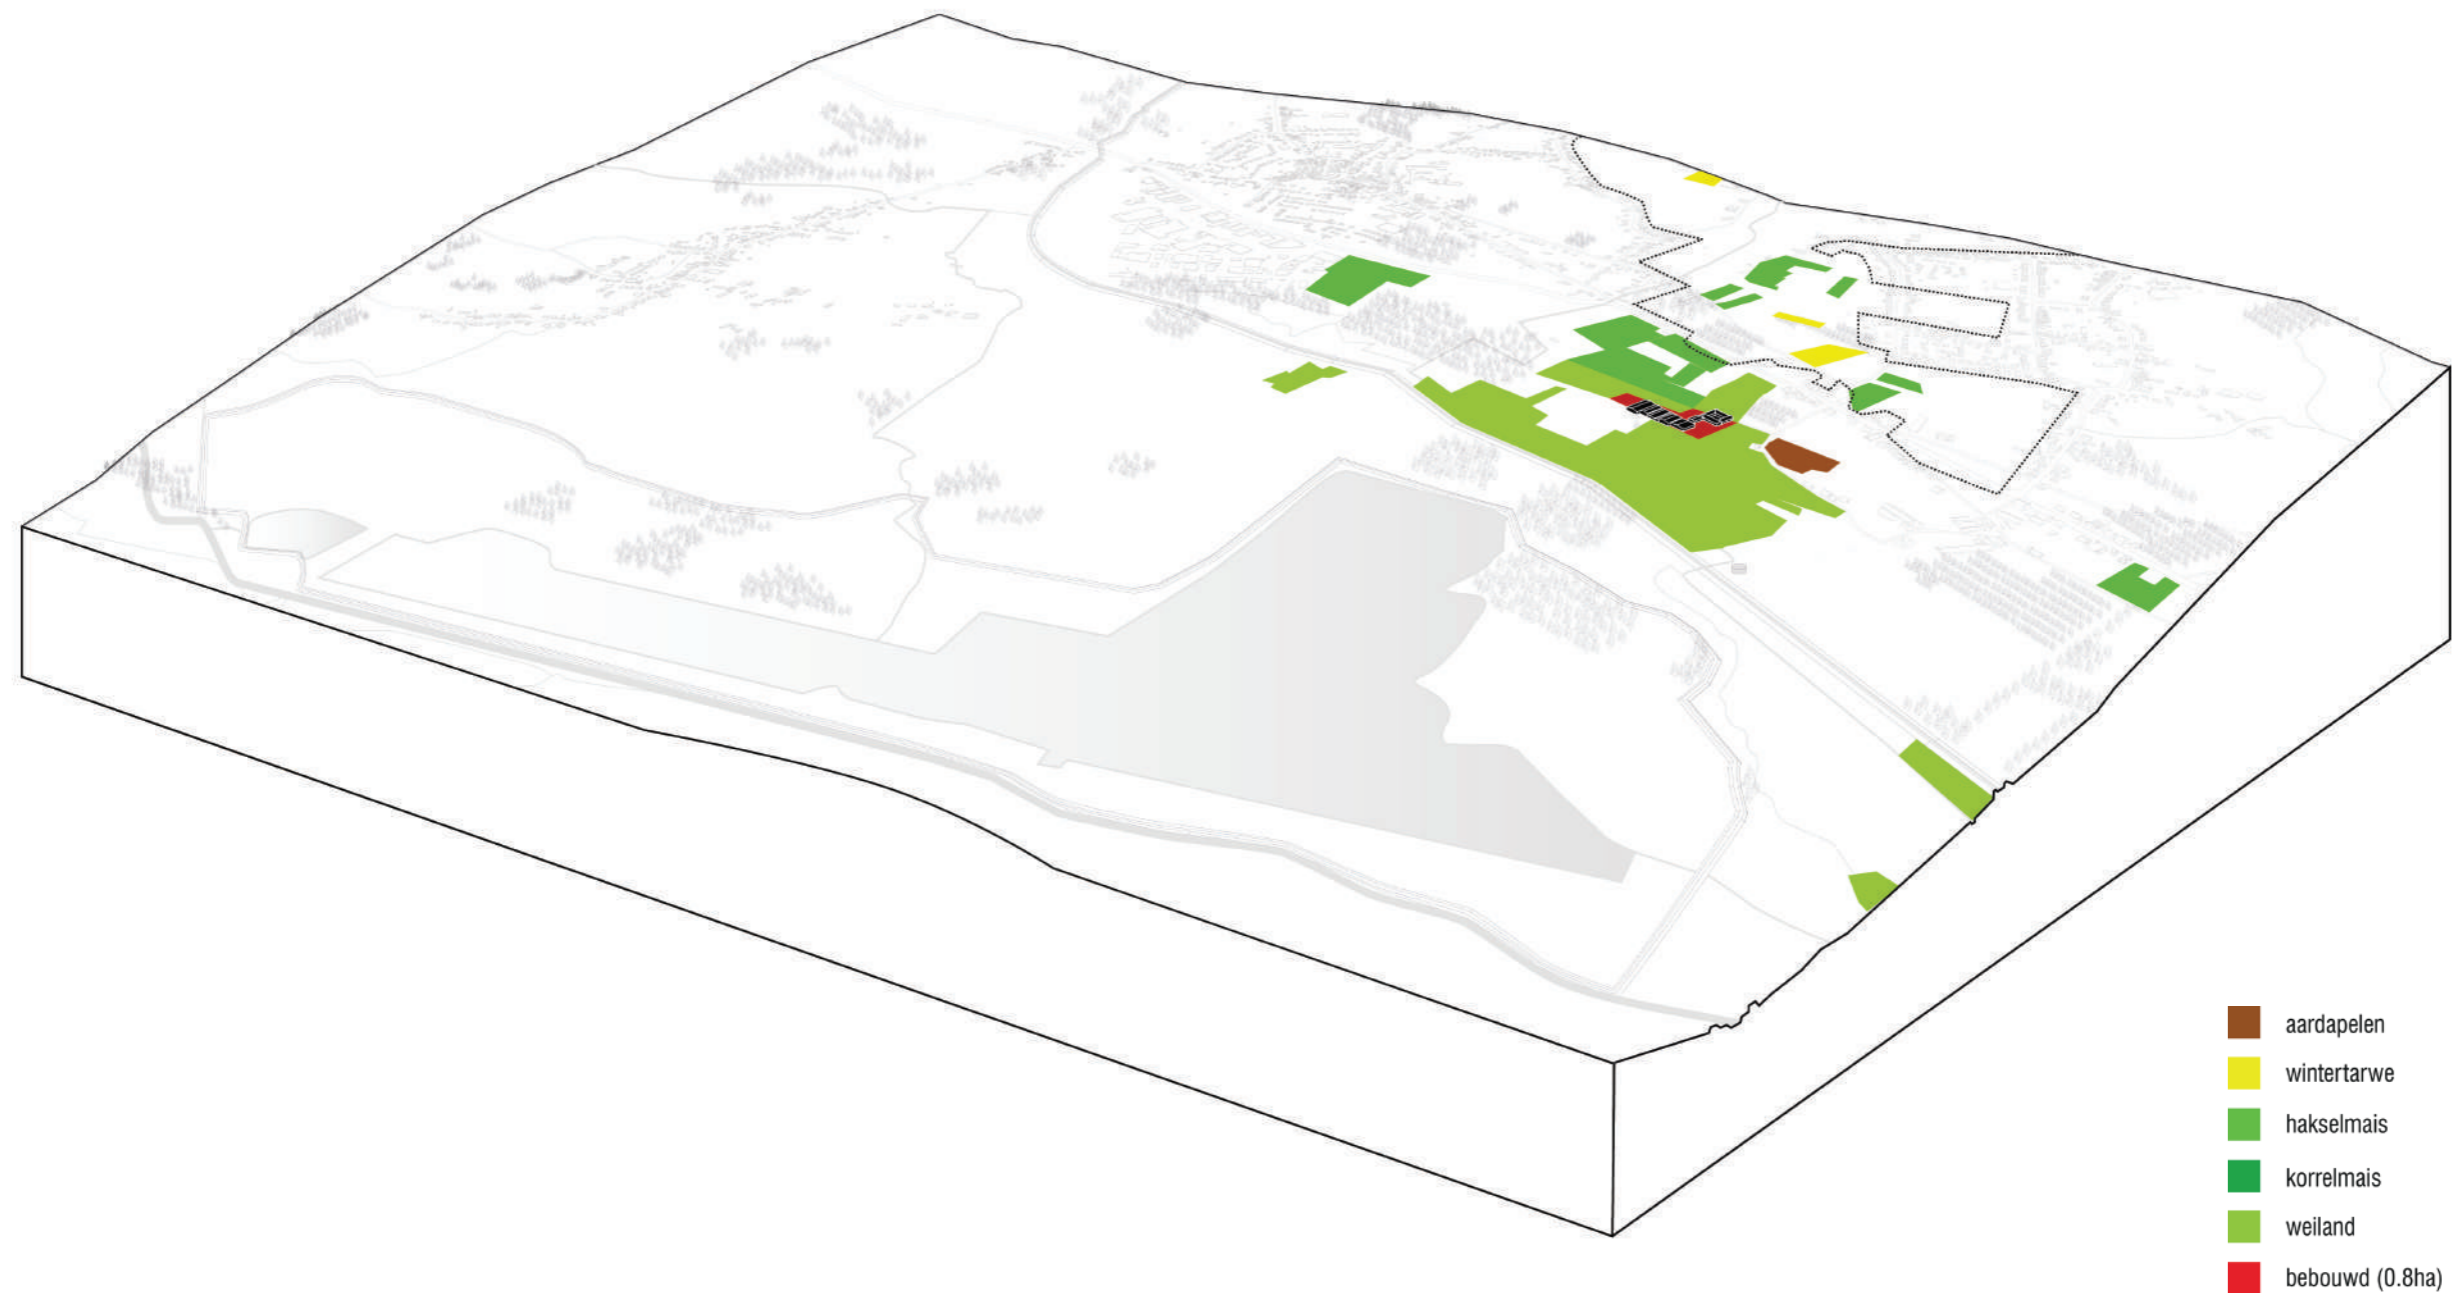 aardapelen
wintertarwe
hakselmais
korrelmais
weiland
bebouwd (0.8ha)